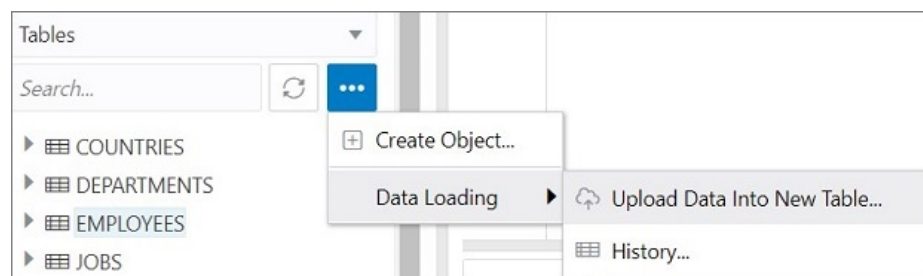 Tables
Search...
COUNTRIES
DEPARTMENTS
EMPLOYEES
JOBS
Create Object...
Data Loading
Upload Data Into New Table...
History...